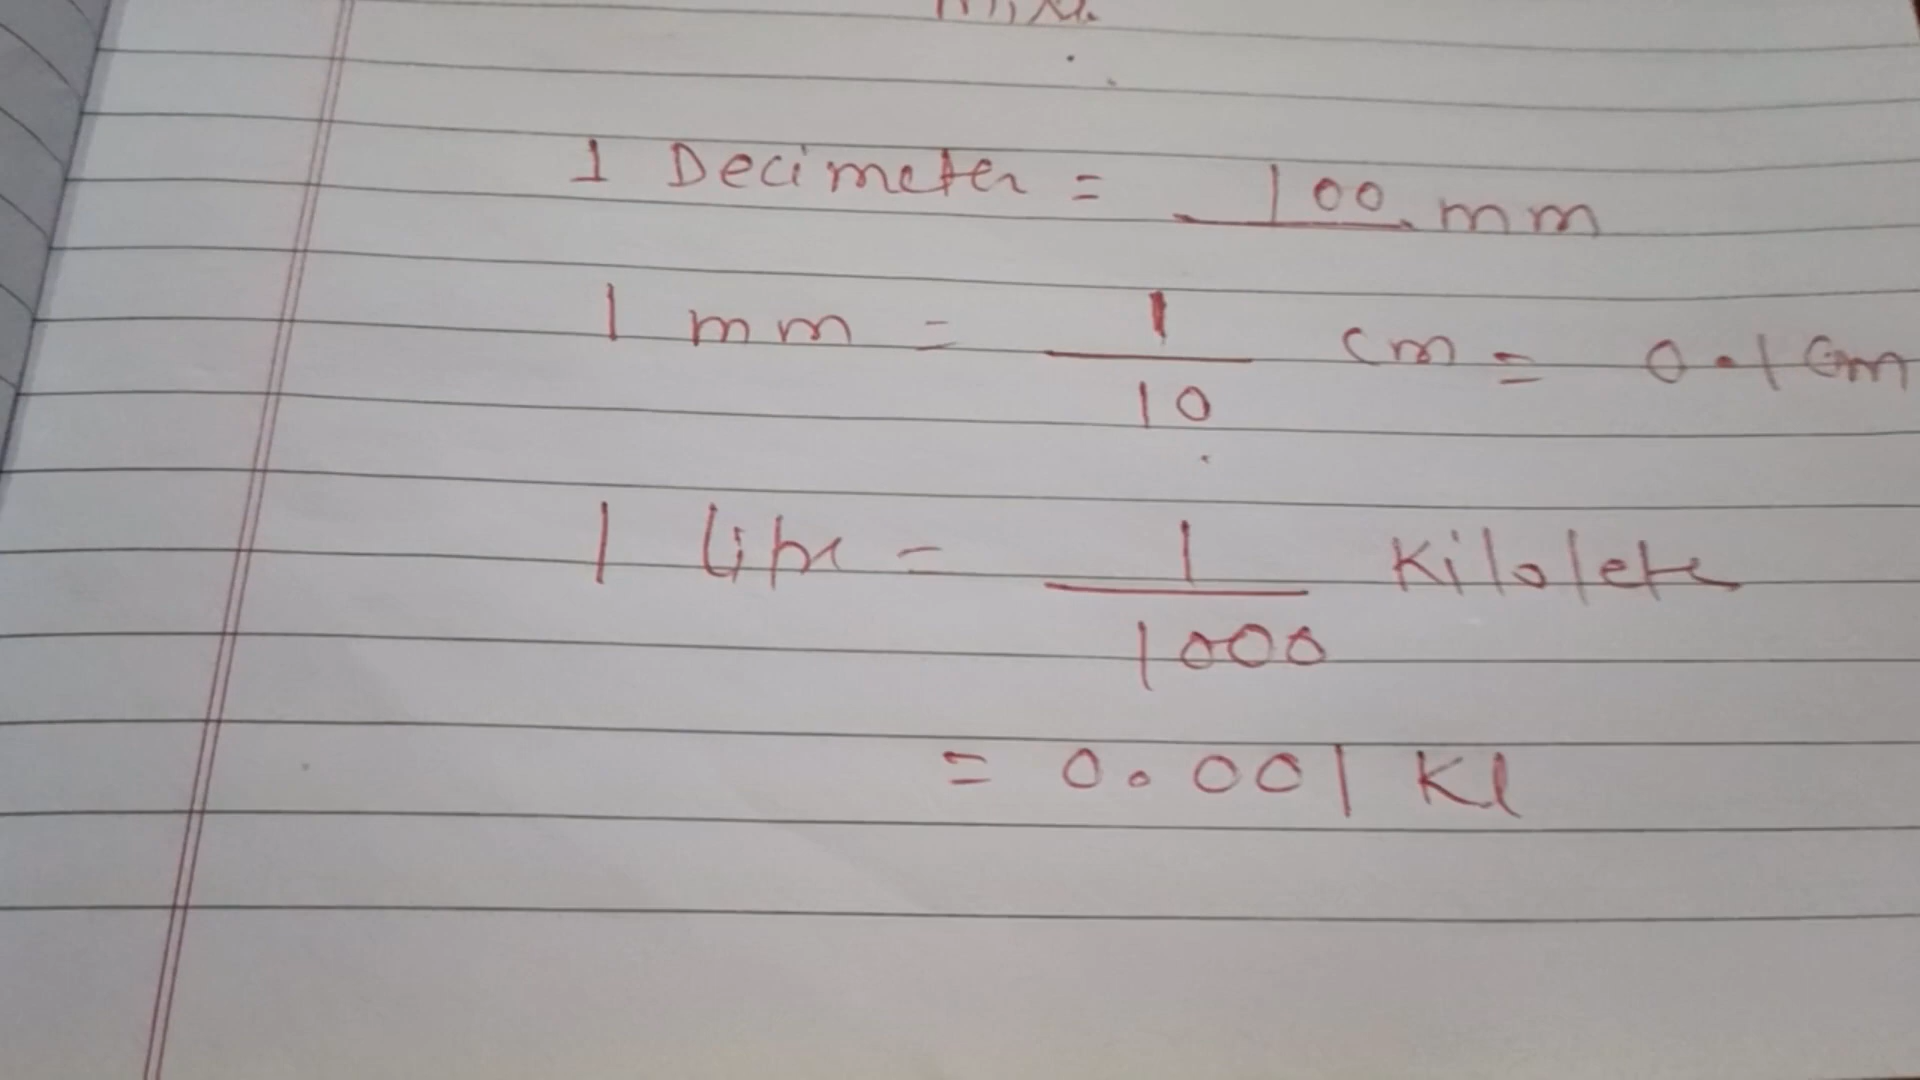 1 Decimeter = 100 mm
1 mm = 1/10 cm = 0.1 cm
1 litre = 1/1000 Kilolete
= 0.001 Kl